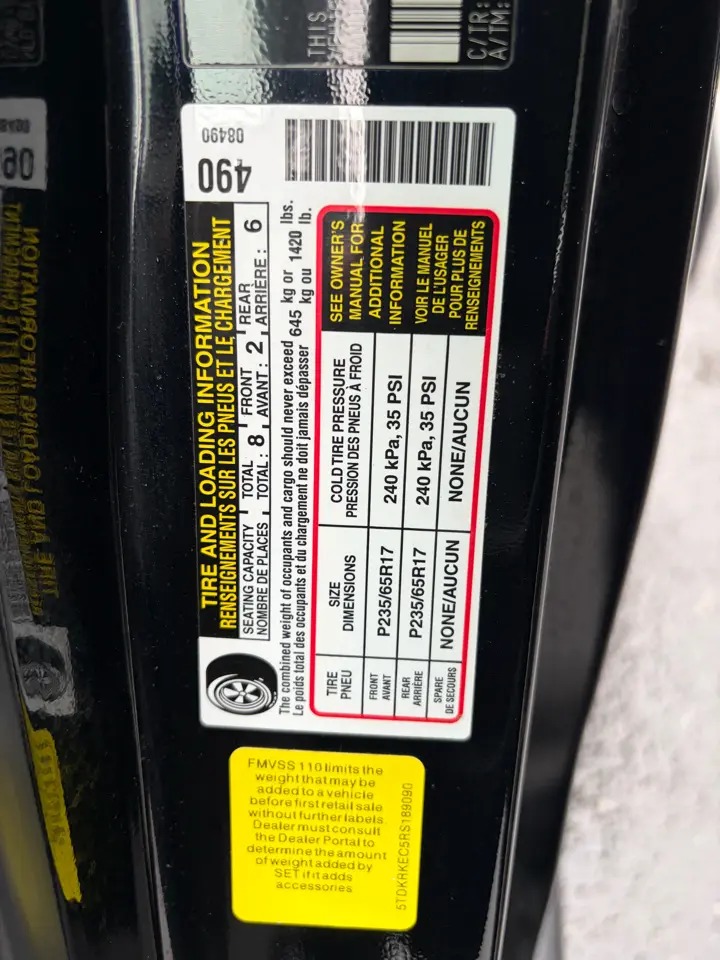 THIS
C/TR:
A/TM:
08490
490
TIRE AND LOADING INFORMATION
RENSEIGNEMENTS SUR LES PNEUS ET LE CHARGEMENT
SEATING CAPACITY TOTAL 8 FRONT 2 REAR 6
NOMBRE DE PLACES TOTAL: AVANT: ARRIÈRE:
The combined weight of occupants and cargo should never exceed 645 kg or 1420 lbs.
Le poids total des occupants et du chargement ne doit jamais dépasser kg ou lb.
TIRE SIZE COLD TIRE PRESSURE
PNEU DIMENSIONS PRESSION DES PNEUS À FROID
FRONT P235/65R17 240 kPa, 35 PSI
AVANT
REAR P235/65R17 240 kPa, 35 PSI
ARRIÈRE
SPARE NONE/AUCUN NONE/AUCUN
DE SECOURS
SEE OWNER'S
MANUAL FOR
ADDITIONAL
INFORMATION
VOIR LE MANUEL
DE L'USAGER
POUR PLUS DE
RENSEIGNEMENTS
FMVSS 110 limits the
weight that may be
added to a vehicle
before first retail sale
without further labels.
Dealer must consult
the Dealer Portal to
determine the amount
of weight added by
SET if it adds
accessories
5TDKRKEC5RS189090